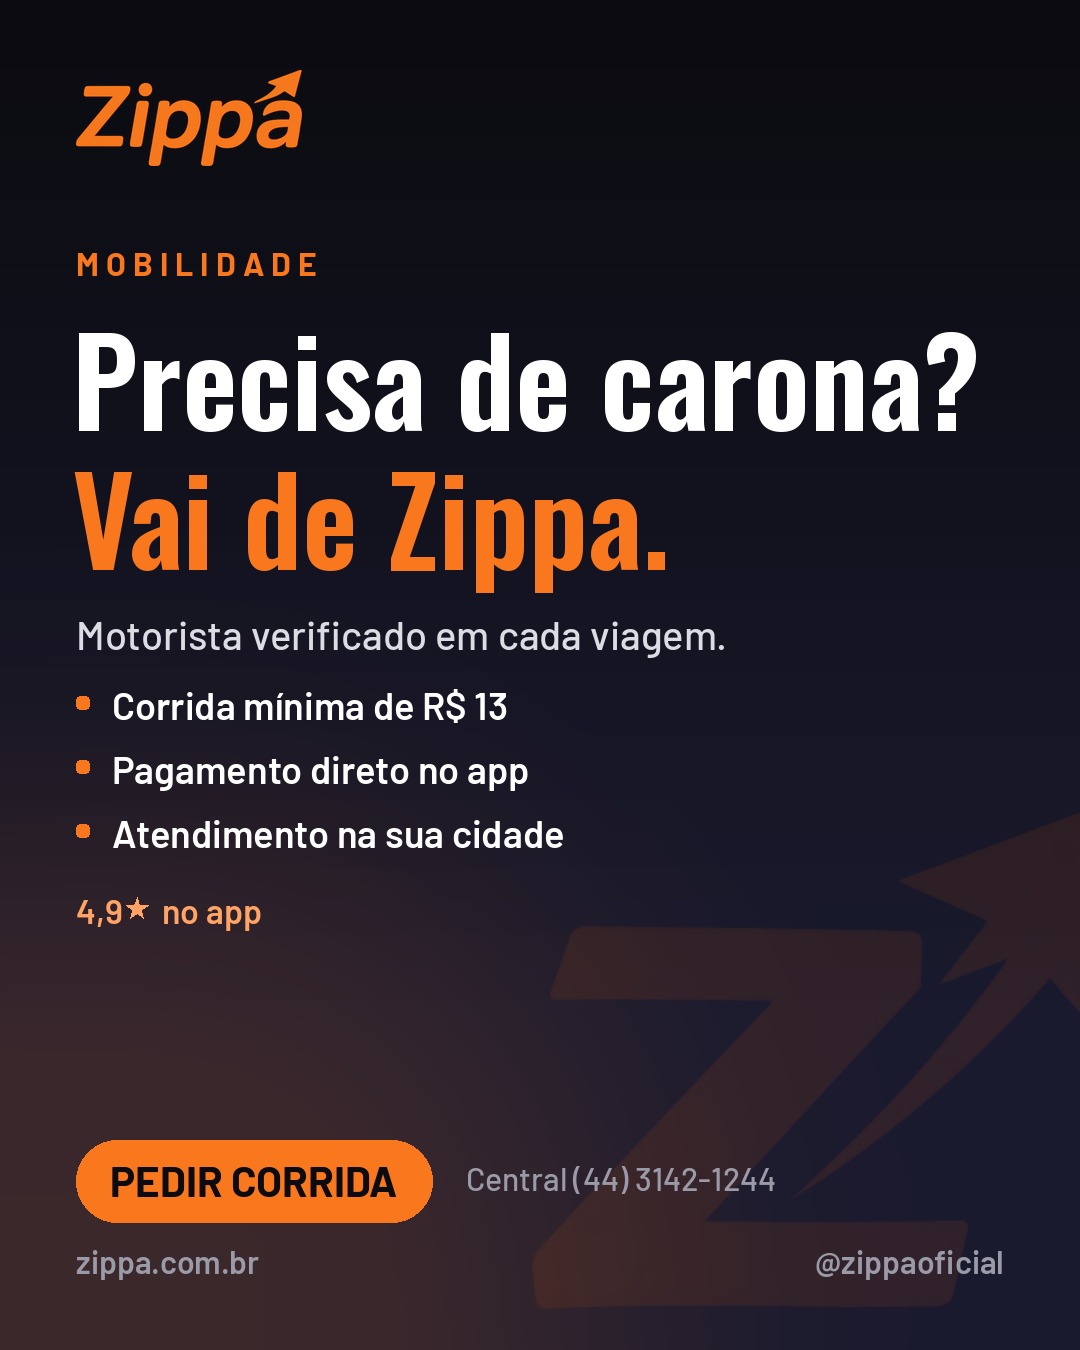 Zippa
MOBILIDADE
Precisa de carona?
Vai de Zippa.
Motorista verificado em cada viagem.
Corrida mínima de R$ 13
Pagamento direto no app
Atendimento na sua cidade
4,9★ no app
PEDIR CORRIDA
Central (44) 3142-1244
zippa.com.br
@zippaoficial